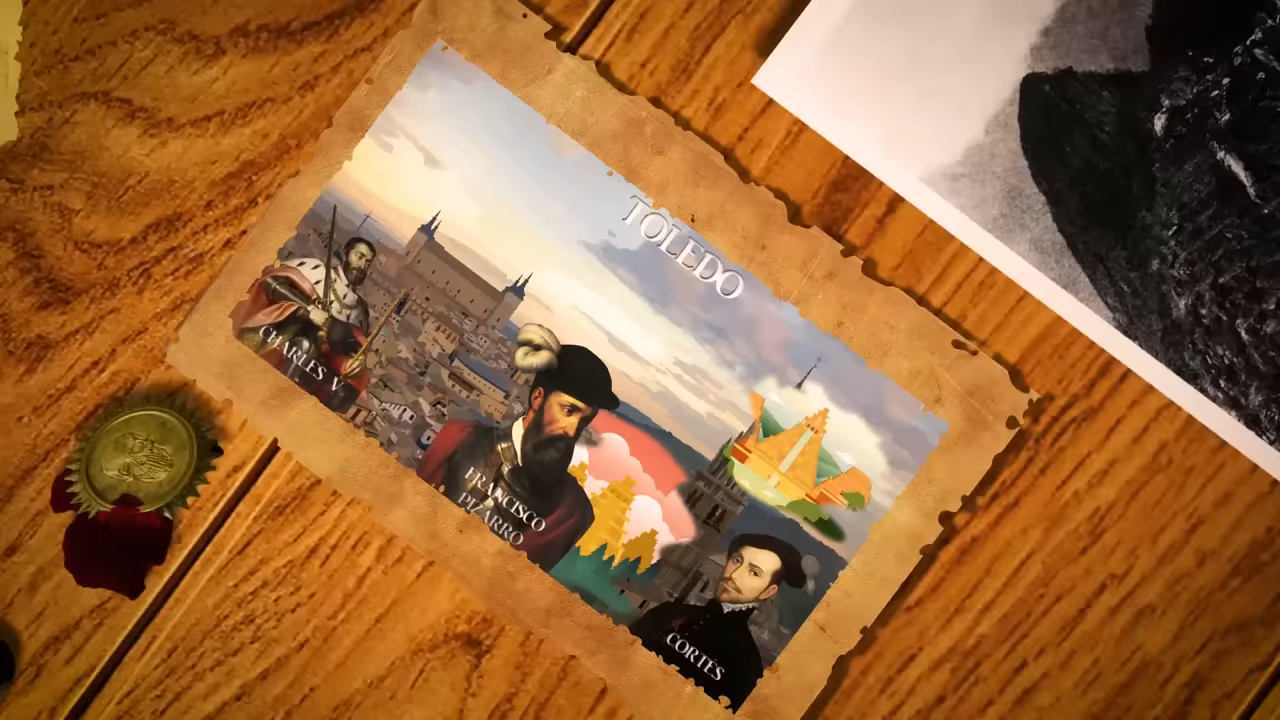 TOLEDO
CHARLES V
FRANCISCO
PIZARRO
CORTÉS